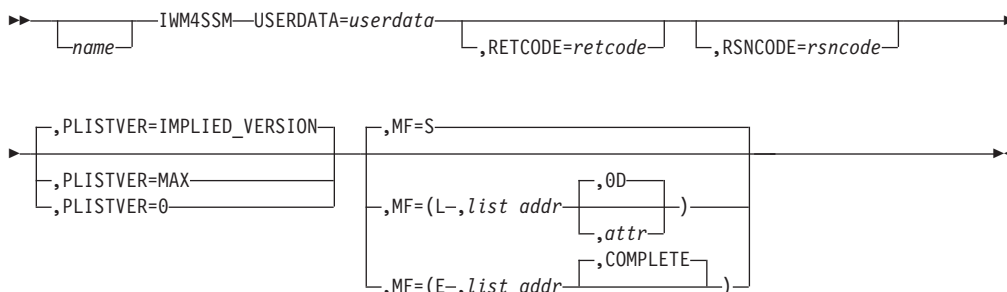 IWM4SSM USERDATA=userdata
name ,RETCODE=retcode ,RSNCODE=rsncode
,PLISTVER=IMPLIED_VERSION ,MF=S
,PLISTVER=MAX ,0D
,PLISTVER=0 ,MF=(L ,list addr )
,attr
,COMPLETE
,MF=(E ,list addr )